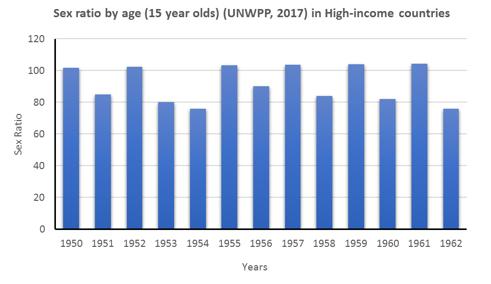 Sex ratio by age (15 year olds) (UNWPP, 2017) in High-income countries
120
100
80
60
40
20
0
Sex Ratio
1950 1951 1952 1953 1954 1955 1956 1957 1958 1959 1960 1961 1962
Years